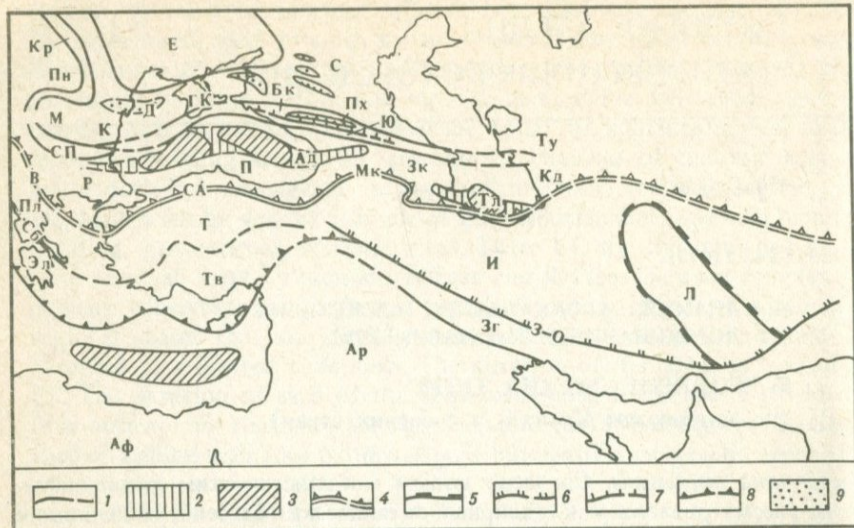 Кр
Е
Пн
Бк
М
Д
ГК
Пх
К
Ю
СП
Ту
Ад
Зк
П
Мк
Кд
В
Р
СА
Тл
Пл
Т
С
И
Эл
Тв
Л
Зг
З
Ар
Аф
1 2 3 4 5 6 7 8 9